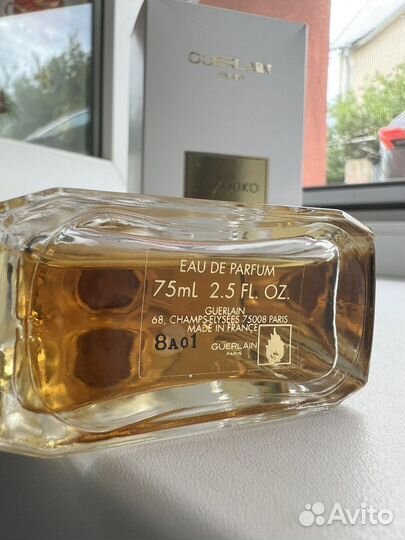 GUERLAIN
PARIS
EAU DE PARFUM
75mL 2.5 FL. OZ.
GUERLAIN
68, CHAMPS-ELYSÉES 75008 PARIS
MADE IN FRANCE
8A01
GUERLAIN
PARIS
Avito